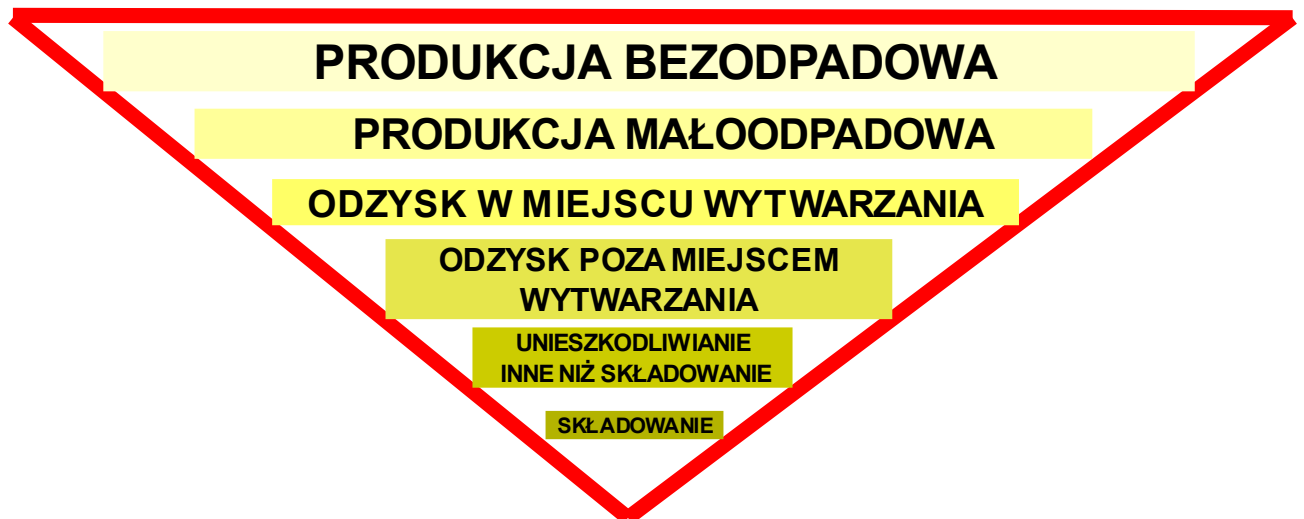 PRODUKCJA BEZODPADOWA
PRODUKCJA MAŁOODPADOWA
ODZYSK W MIEJSCU WYTWARZANIA
ODZYSK POZA MIEJSCEM
WYTWARZANIA
UNIESZKODLIWIANIE
INNE NIŻ SKŁADOWANIE
SKŁADOWANIE